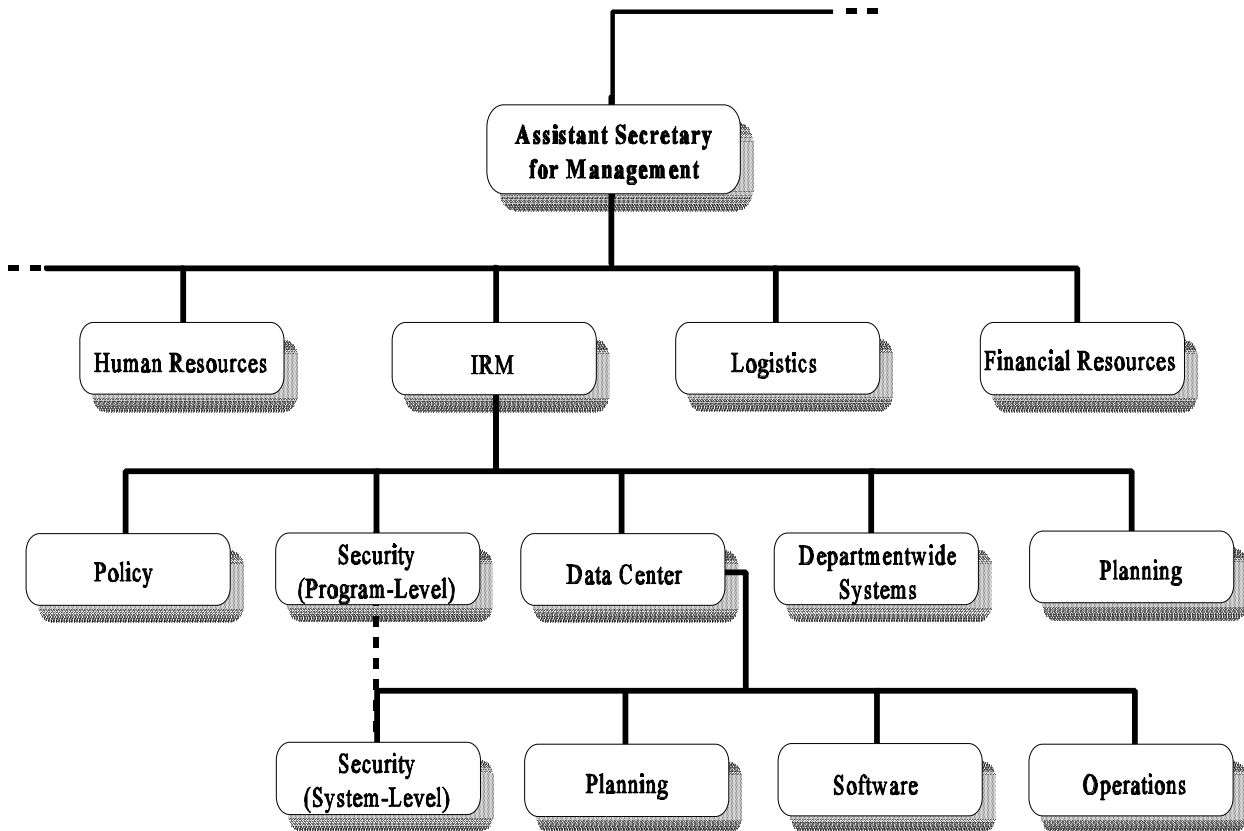 Assistant Secretary
for Management
Human Resources
IRM
Logistics
Financial Resources
Policy
Security
(Program-Level)
Data Center
Departmentwide
Systems
Planning
Security
(System-Level)
Planning
Software
Operations